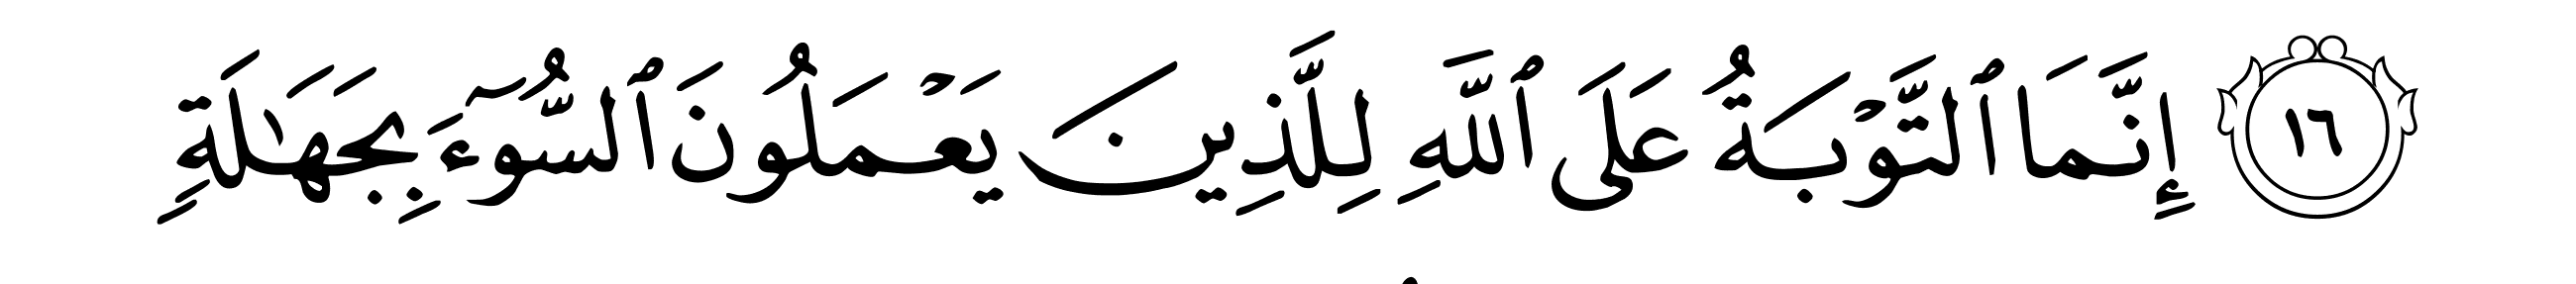 ١٦ إِنَّمَا ٱلتَّوْبَةُ عَلَى ٱللَّهِ لِلَّذِينَ يَعْمَلُونَ ٱلسُّوٓءَ بِجَهَٰلَةٍ